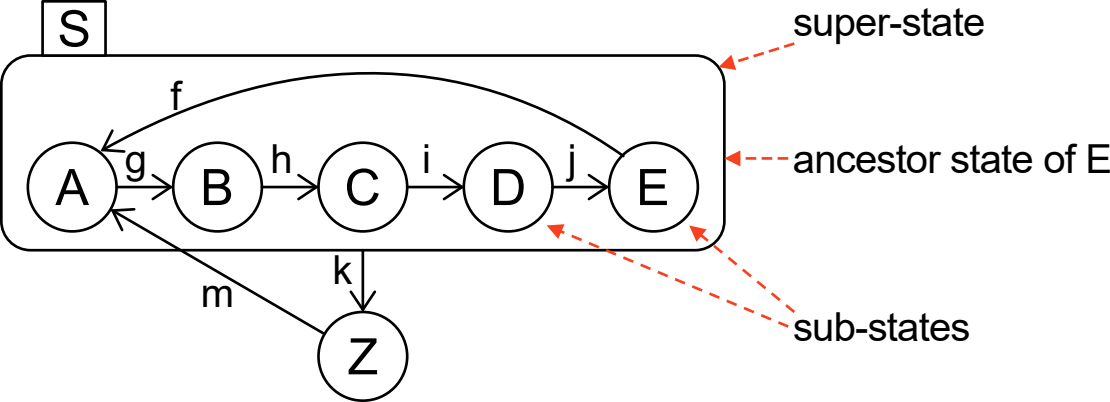 S
super-state
f
g
h
i
j
A
B
C
D
E
ancestor state of E
k
m
Z
sub-states